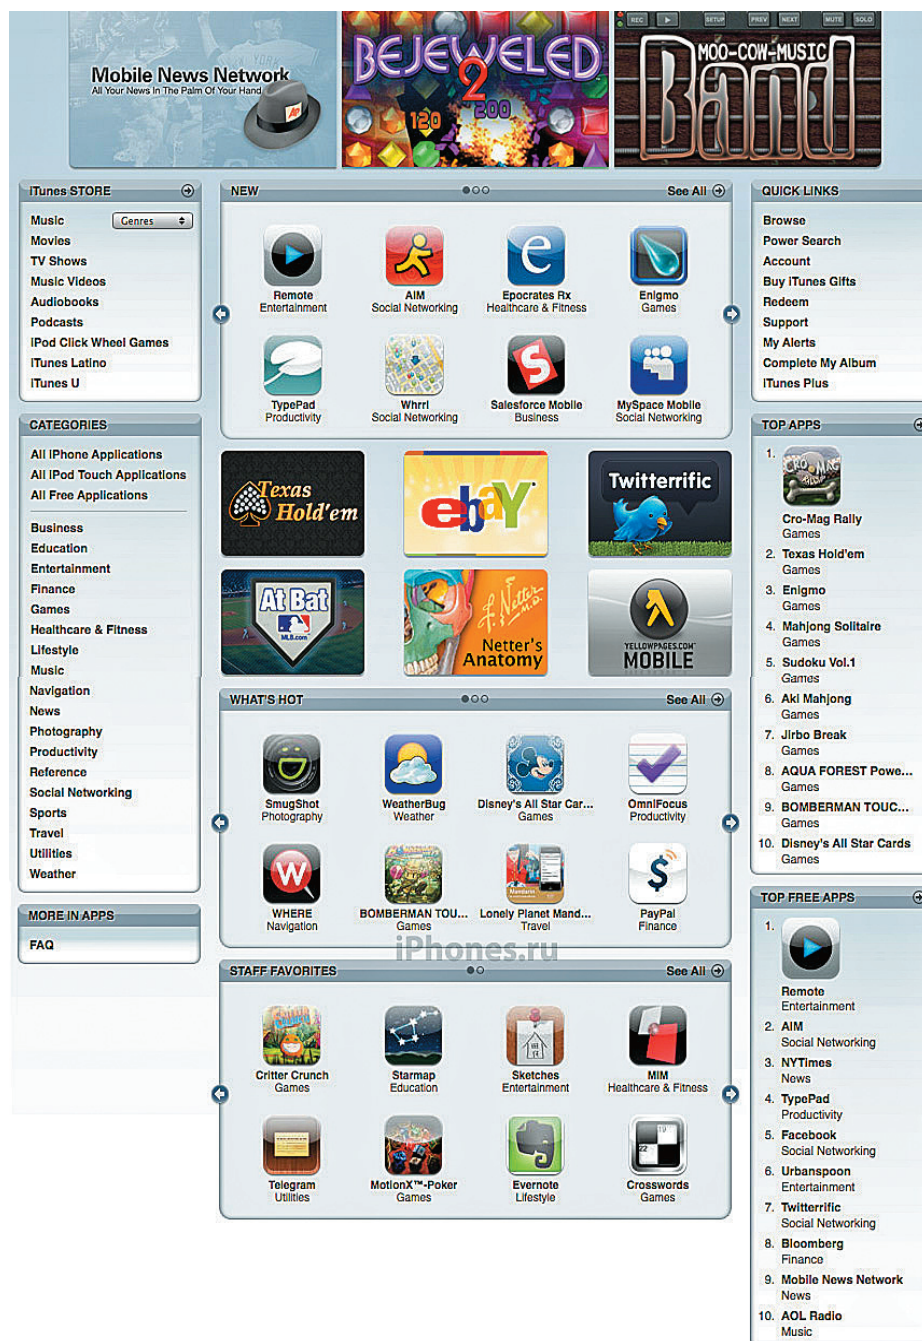 Mobile News Network
All Your News In The Palm Of Your Hand
AP
BEJEWELED
2
120
200
REC
SETUP
PREV
NEXT
MUTE
SOLO
MOO-COW-MUSIC
Band
iTunes STORE
Music
Genres
Movies
TV Shows
Music Videos
Audiobooks
Podcasts
iPod Click Wheel Games
iTunes Latino
iTunes U
CATEGORIES
All iPhone Applications
All iPod Touch Applications
All Free Applications
Business
Education
Entertainment
Finance
Games
Healthcare & Fitness
Lifestyle
Music
Navigation
News
Photography
Productivity
Reference
Social Networking
Sports
Travel
Utilities
Weather
MORE IN APPS
FAQ
NEW
See All
Remote
Entertainment
AIM
Social Networking
e
Epocrates Rx
Healthcare & Fitness
Enigmo
Games
TypePad
Productivity
Whrrl
Social Networking
S
Salesforce Mobile
Business
MySpace Mobile
Social Networking
Texas
Hold'em
ebaY
Twitterrific
At Bat
MLB.com
f. Netter
M.D.
Netter's
Anatomy
YELLOWPAGES.COM
MOBILE
WHAT'S HOT
See All
SmugShot
Photography
WeatherBug
Weather
Disney's All Star Car...
Games
OmniFocus
Productivity
W
WHERE
Navigation
BOMBERMAN TOU...
Games
Mandarin
Lonely Planet Mand...
Travel
$
PayPal
Finance
iPhones.ru
STAFF FAVORITES
See All
Critter Crunch
Games
Starmap
Education
Sketches
Entertainment
MIM
Healthcare & Fitness
Telegram
Utilities
MotionX™-Poker
Games
Evernote
Lifestyle
19
22
Crosswords
Games
QUICK LINKS
Browse
Power Search
Account
Buy iTunes Gifts
Redeem
Support
My Alerts
Complete My Album
iTunes Plus
TOP APPS
1.
CRO MAG
Cro-Mag Rally
Games
2. Texas Hold'em
Games
3. Enigmo
Games
4. Mahjong Solitaire
Games
5. Sudoku Vol.1
Games
6. Aki Mahjong
Games
7. Jirbo Break
Games
8. AQUA FOREST Powe...
Games
9. BOMBERMAN TOUC...
Games
10. Disney's All Star Cards
Games
TOP FREE APPS
1.
Remote
Entertainment
2. AIM
Social Networking
3. NYTimes
News
4. TypePad
Productivity
5. Facebook
Social Networking
6. Urbanspoon
Entertainment
7. Twitterrific
Social Networking
8. Bloomberg
Finance
9. Mobile News Network
News
10. AOL Radio
Music